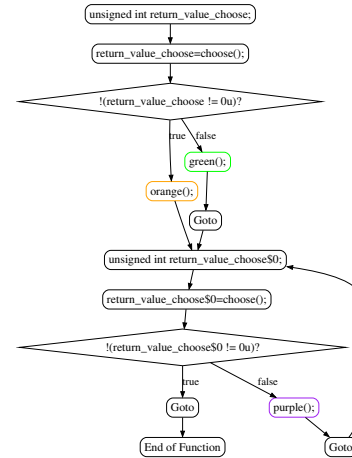 unsigned int return_value_choose;
return_value_choose=choose();
!(return_value_choose != 0u)?
true
false
green();
orange();
Goto
unsigned int return_value_choose$0;
return_value_choose$0=choose();
!(return_value_choose$0 != 0u)?
true
false
Goto
purple();
End of Function
Goto